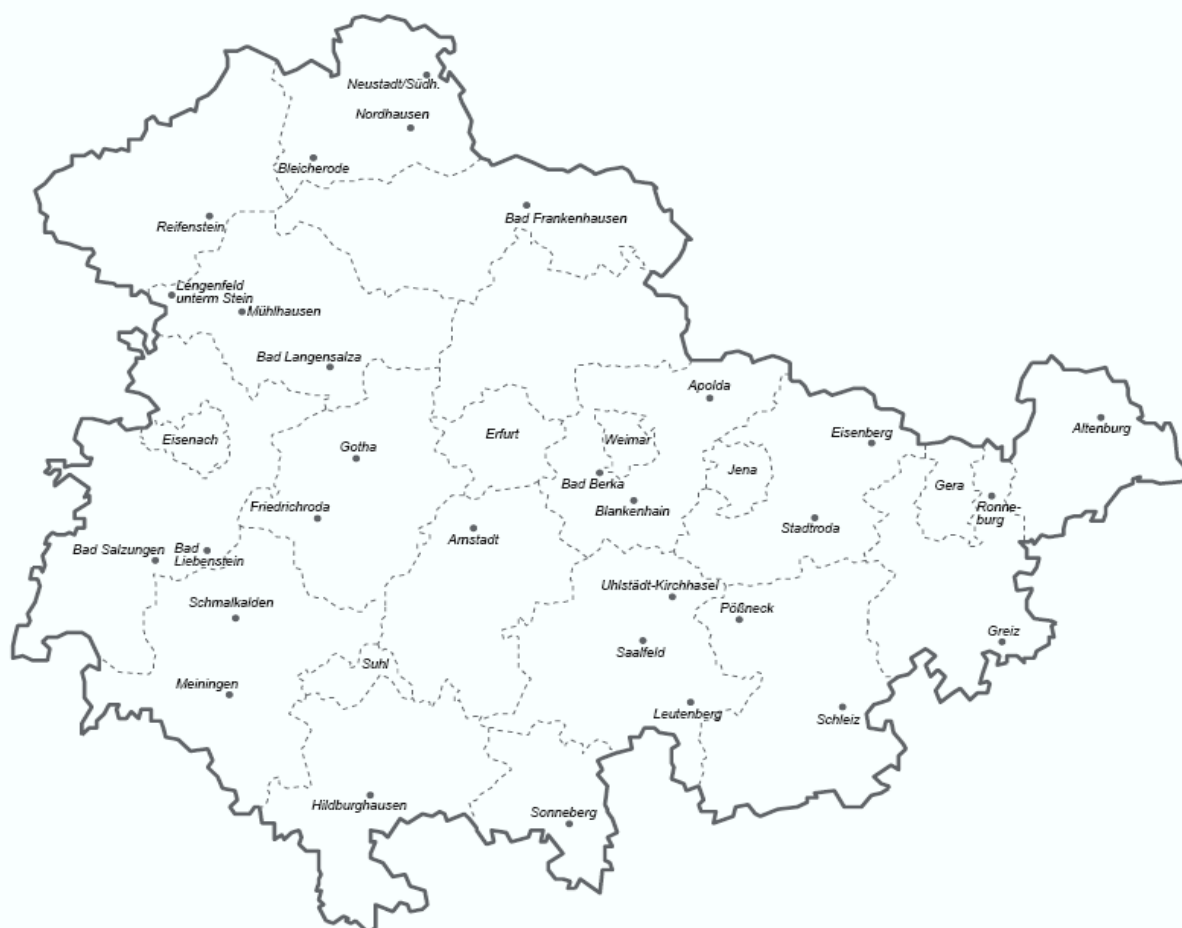 Neustadt/Südh.
Nordhausen
Bleicherode
Bad Frankenhausen
Reifenstein
Lengenfeld
unterm Stein
Mühlhausen
Bad Langensalza
Apolda
Eisenach
Gotha
Erfurt
Weimar
Eisenberg
Altenburg
Jena
Bad Berka
Gera
Friedrichroda
Blankenhain
Ronne-
burg
Arnstadt
Stadtroda
Bad Salzungen
Bad
Liebenstein
Uhlstädt-Kirchhasel
Schmalkalden
Pößneck
Greiz
Saalfeld
Suhl
Meiningen
Leutenberg
Schleiz
Hildburghausen
Sonneberg